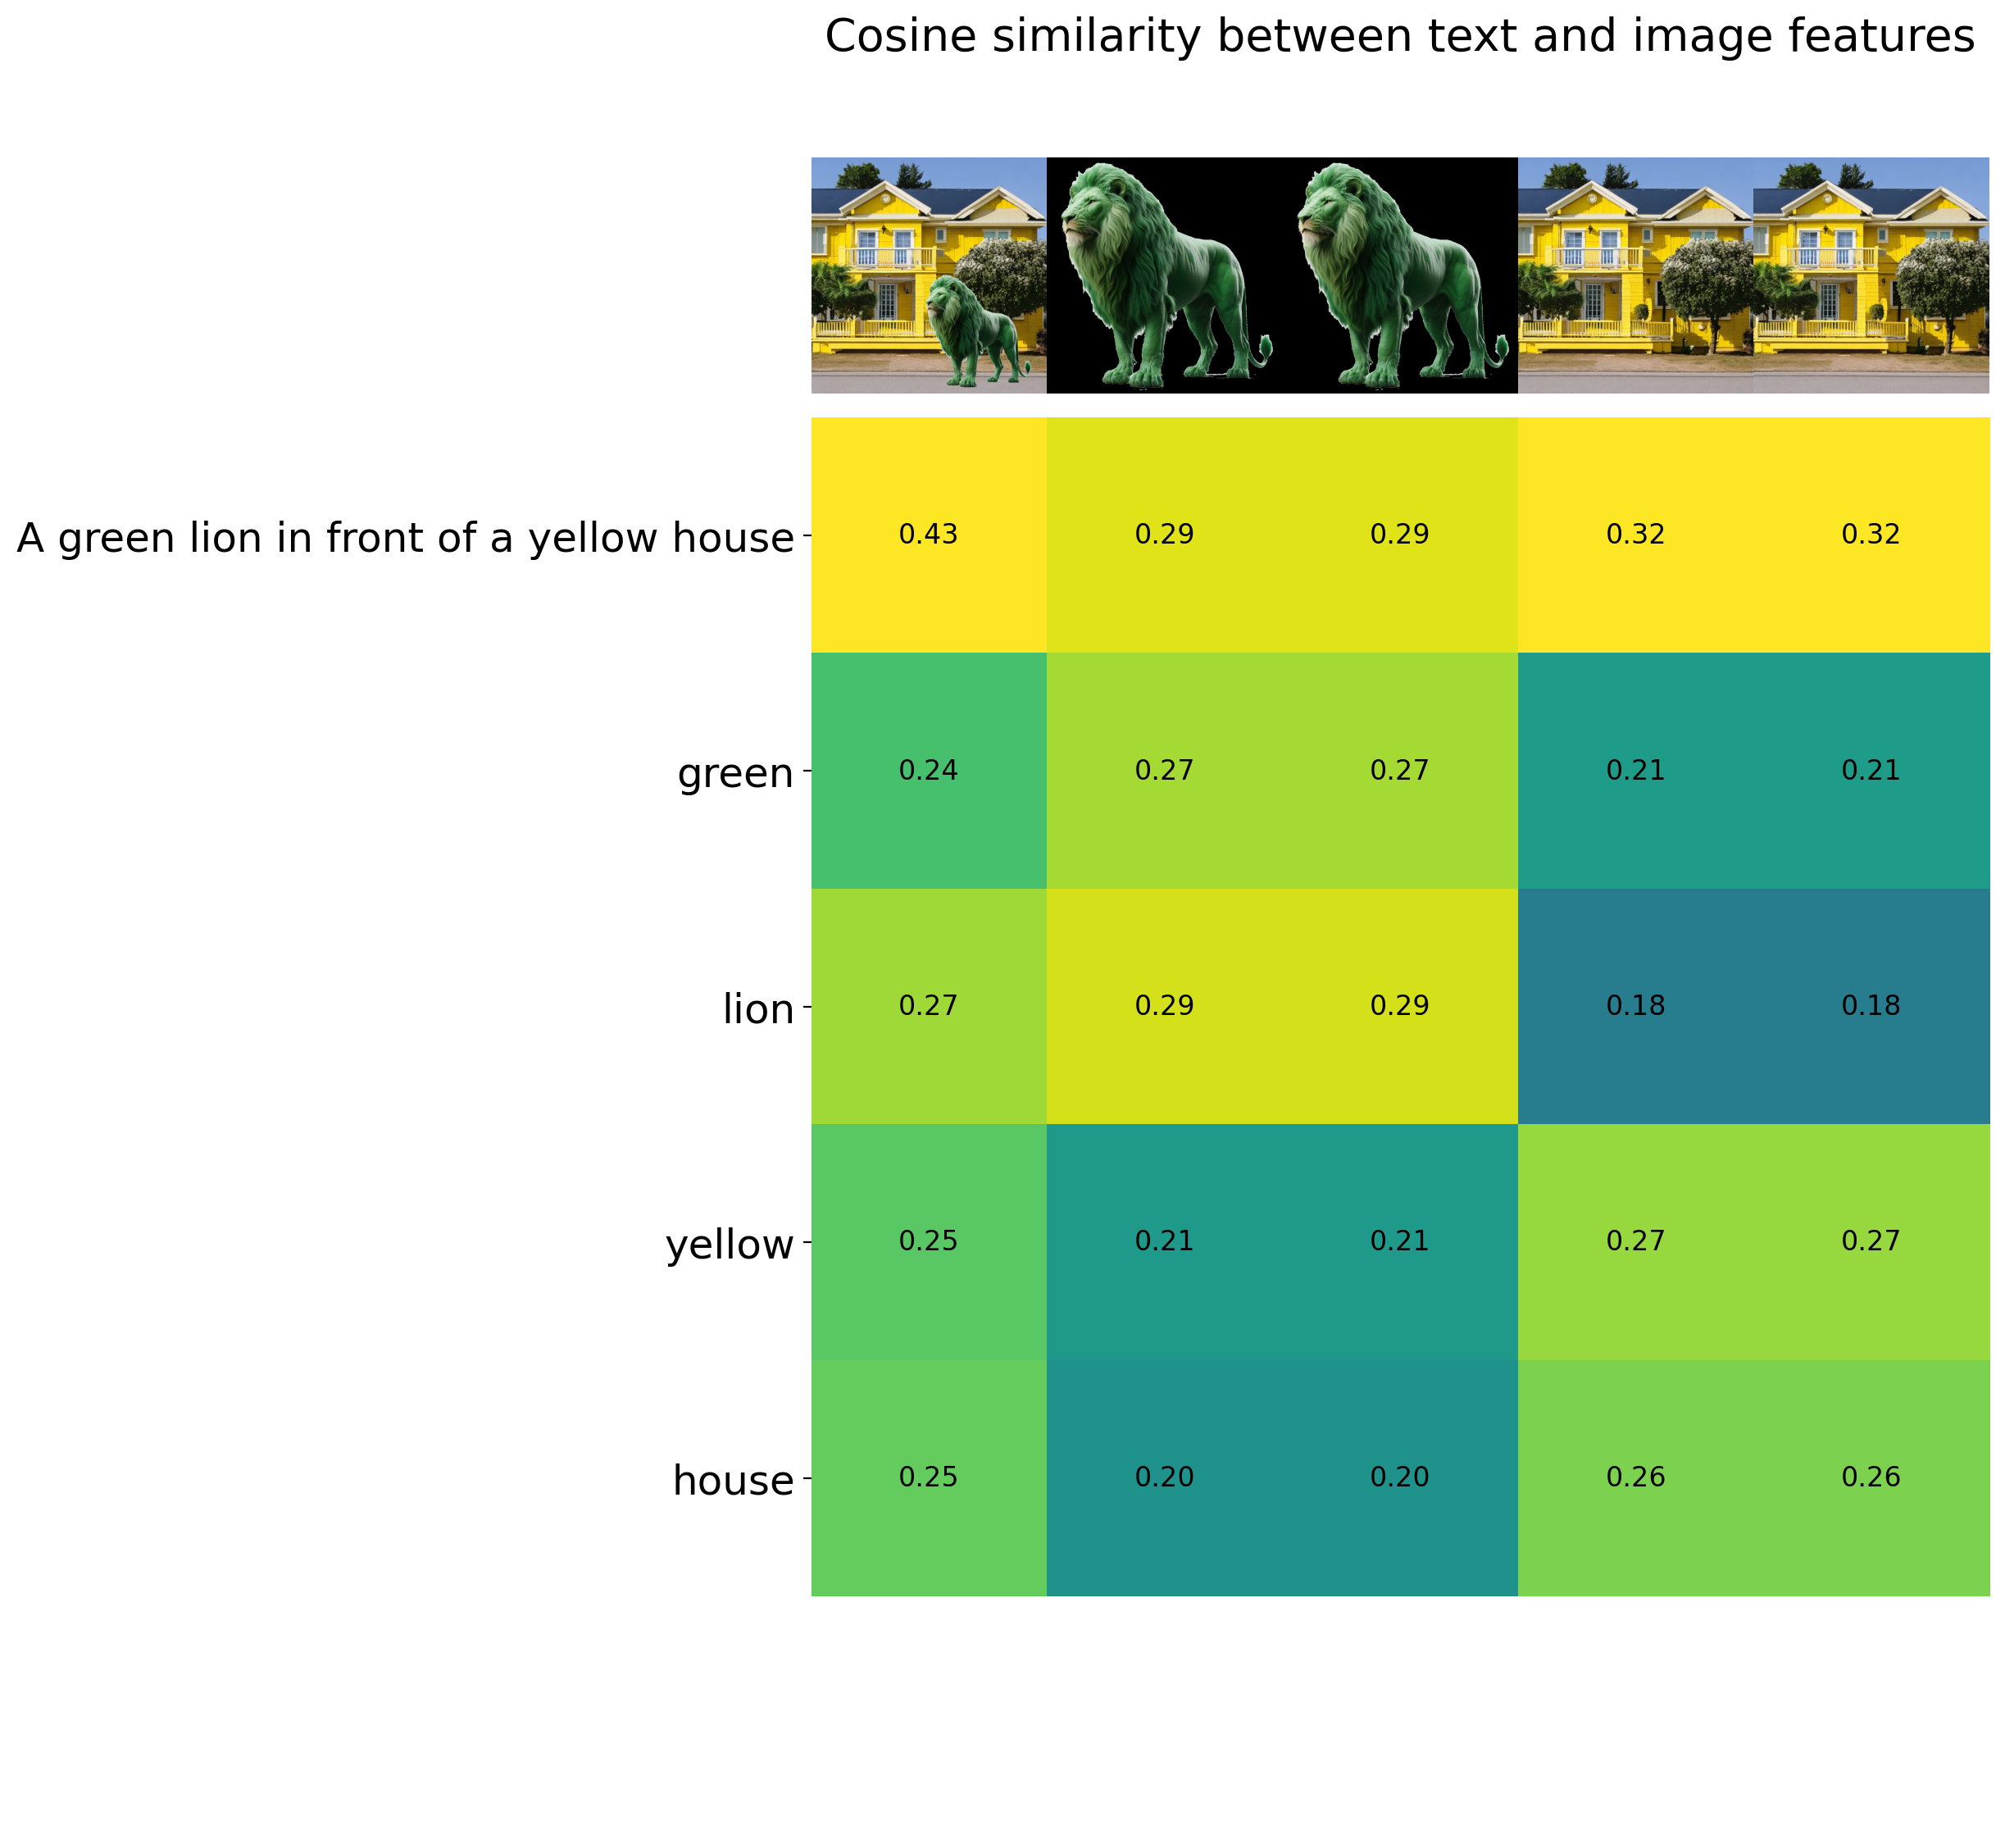 Cosine similarity between text and image features
A green lion in front of a yellow house
0.43 0.29 0.29 0.32 0.32
green
0.24 0.27 0.27 0.21 0.21
lion
0.27 0.29 0.29 0.18 0.18
yellow
0.25 0.21 0.21 0.27 0.27
house
0.25 0.20 0.20 0.26 0.26